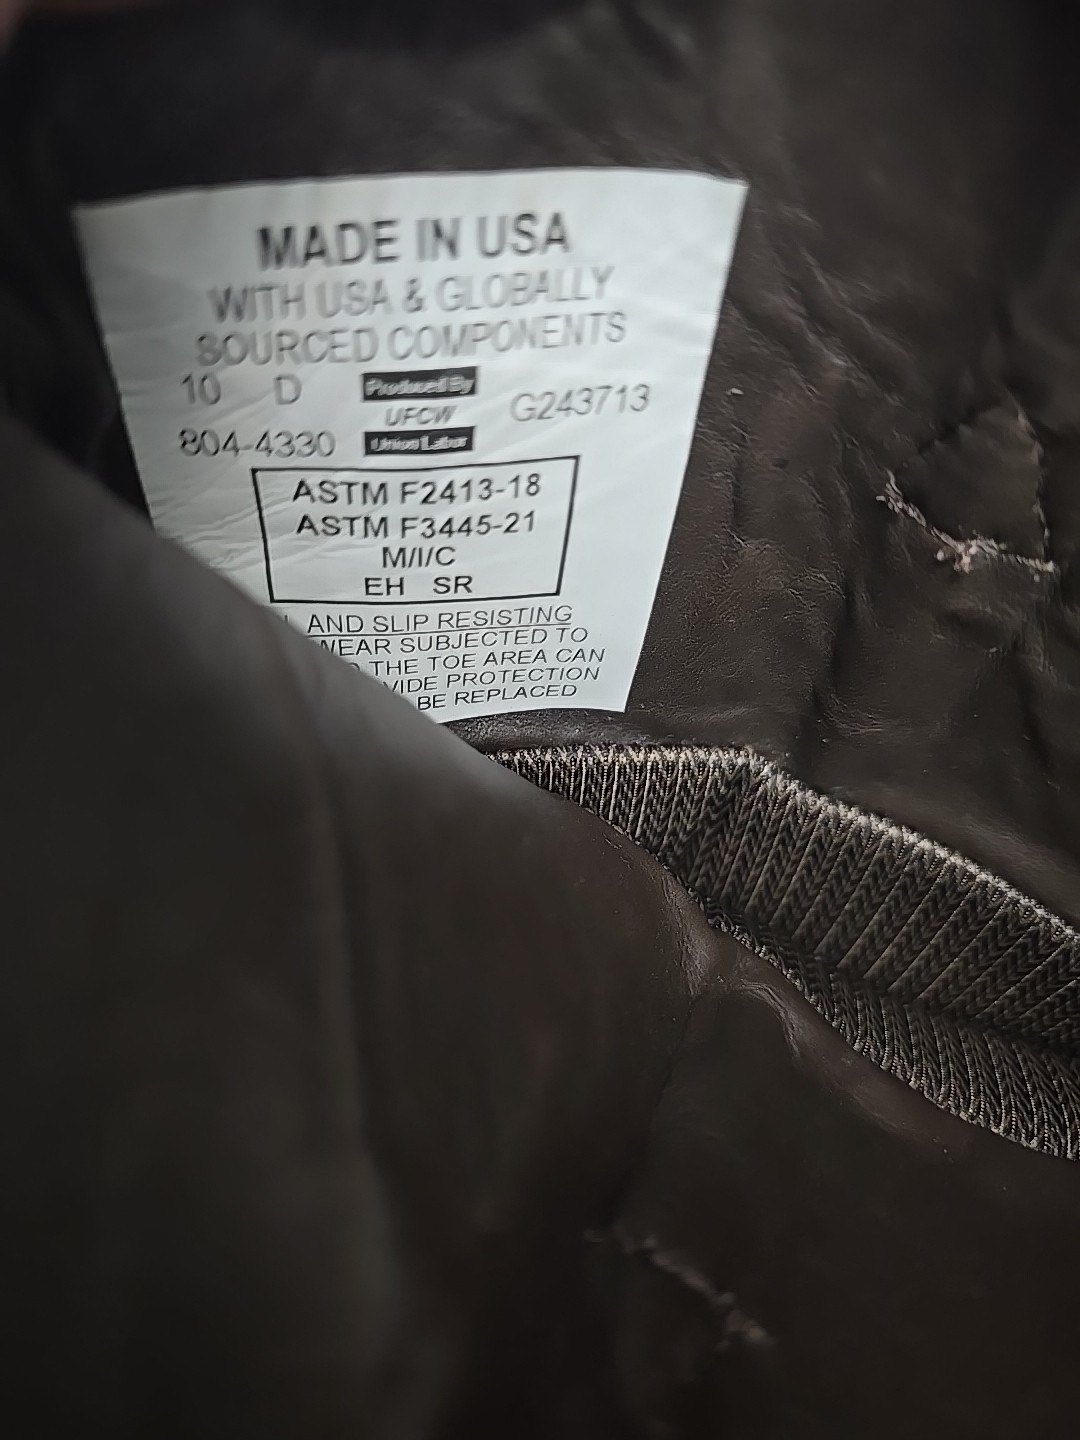 MADE IN USA
WITH USA & GLOBALLY
SOURCED COMPONENTS
10 D Produced By
UFCW G243713
804-4330 Union Labor
ASTM F2413-18
ASTM F3445-21
M/I/C
EH SR
AND SLIP RESISTING
WEAR SUBJECTED TO
THE TOE AREA CAN
VIDE PROTECTION
BE REPLACED